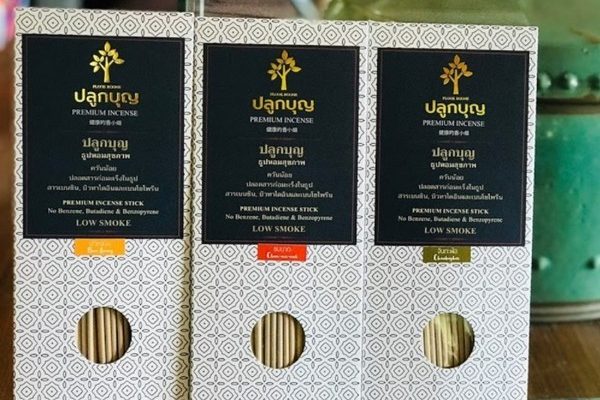 ปลูกบุญ
PREMIUM INCENSE
ปลูกบุญ
ธูปหอมสุขภาพ
ควันน้อย
ปลอดสารก่อมะเร็งในธูป
สารเบนซีน, บิวทาไดอีนและเบนโซไพรีน
PREMIUM INCENSE STICK
No Benzene, Butadiene & Benzopyrene
LOW SMOKE
ปลูกบุญ
PREMIUM INCENSE
ปลูกบุญ
ธูปหอมสุขภาพ
ควันน้อย
ปลอดสารก่อมะเร็งในธูป
สารเบนซีน, บิวทาไดอีนและเบนโซไพรีน
PREMIUM INCENSE STICK
No Benzene, Butadiene & Benzopyrene
LOW SMOKE
ชมนาด
ปลูกบุญ
PREMIUM INCENSE
ปลูกบุญ
ธูปหอมสุขภาพ
ควันน้อย
ปลอดสารก่อมะเร็งในธูป
สารเบนซีน, บิวทาไดอีนและเบนโซไพรีน
PREMIUM INCENSE STICK
No Benzene, Butadiene & Benzopyrene
LOW SMOKE